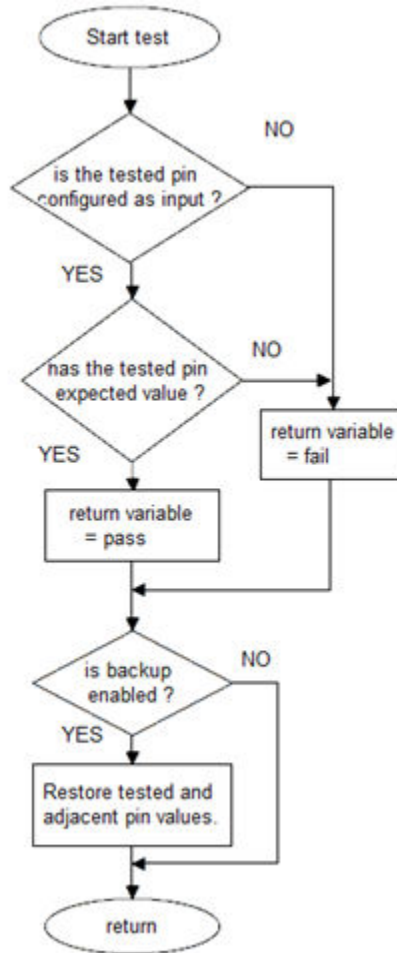 Start test
NO
is the tested pin
configured as input ?
YES
has the tested pin
expected value ?
NO
YES
return variable
= fail
return variable
= pass
is backup
enabled ?
NO
YES
Restore tested and
adjacent pin values.
return